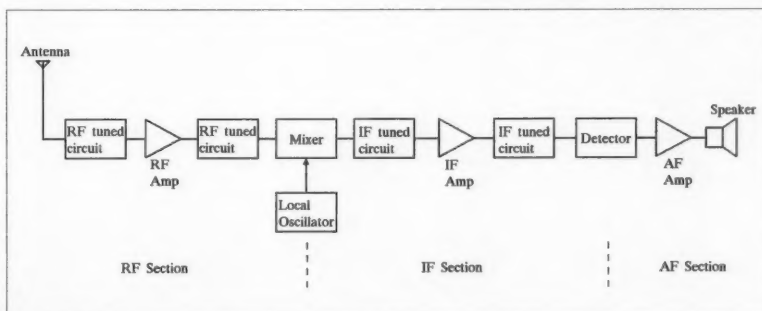 Antenna
Speaker
RF tuned
circuit
RF
Amp
RF tuned
circuit
Mixer
Local
Oscillator
IF tuned
circuit
IF
Amp
IF tuned
circuit
Detector
AF
Amp
RF Section
IF Section
AF Section